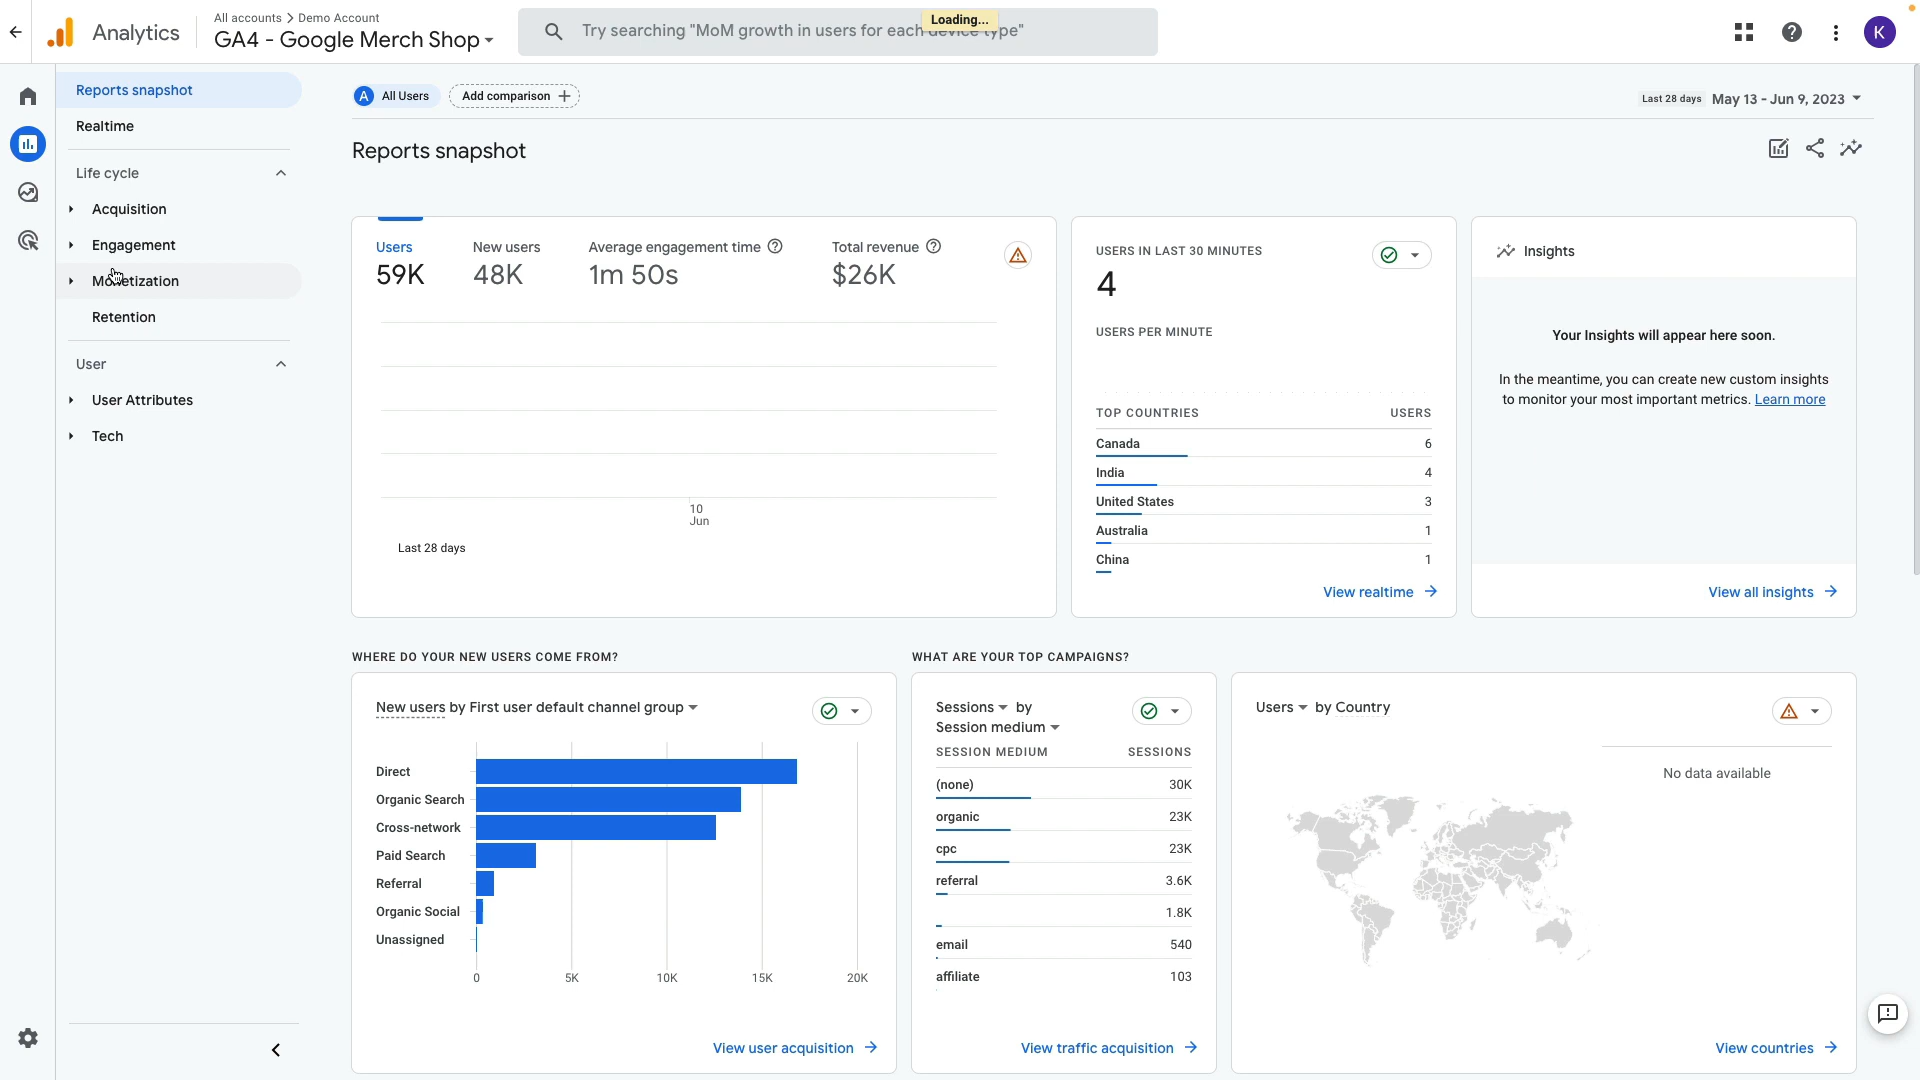 Analytics
All accounts > Demo Account
GA4 - Google Merch Shop
Try searching "MoM growth in users for each device type"
Loading...
K
Reports snapshot
Realtime
Life cycle
Acquisition
Engagement
Monetization
Retention
User
User Attributes
Tech
A All Users
Add comparison +
Last 28 days May 13 - Jun 9, 2023
Reports snapshot
Users
59K
New users
48K
Average engagement time
1m 50s
Total revenue
$26K
10
Jun
Last 28 days
USERS IN LAST 30 MINUTES
4
USERS PER MINUTE
TOP COUNTRIES USERS
Canada 6
India 4
United States 3
Australia 1
China 1
View realtime
Insights
Your Insights will appear here soon.
In the meantime, you can create new custom insights
to monitor your most important metrics. Learn more
View all insights
WHERE DO YOUR NEW USERS COME FROM?
New users by First user default channel group
Direct
Organic Search
Cross-network
Paid Search
Referral
Organic Social
Unassigned
0 5K 10K 15K 20K
View user acquisition
WHAT ARE YOUR TOP CAMPAIGNS?
Sessions by
Session medium
SESSION MEDIUM SESSIONS
(none) 30K
organic 23K
cpc 23K
referral 3.6K
1.8K
email 540
affiliate 103
View traffic acquisition
Users by Country
No data available
View countries